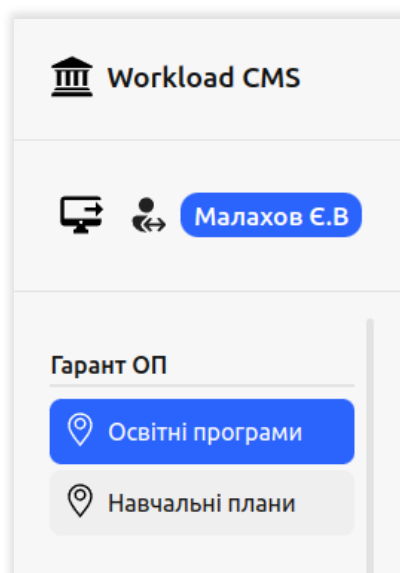 Workload CMS
Малахов Є.В
Гарант ОП
Освітні програми
Навчальні плани